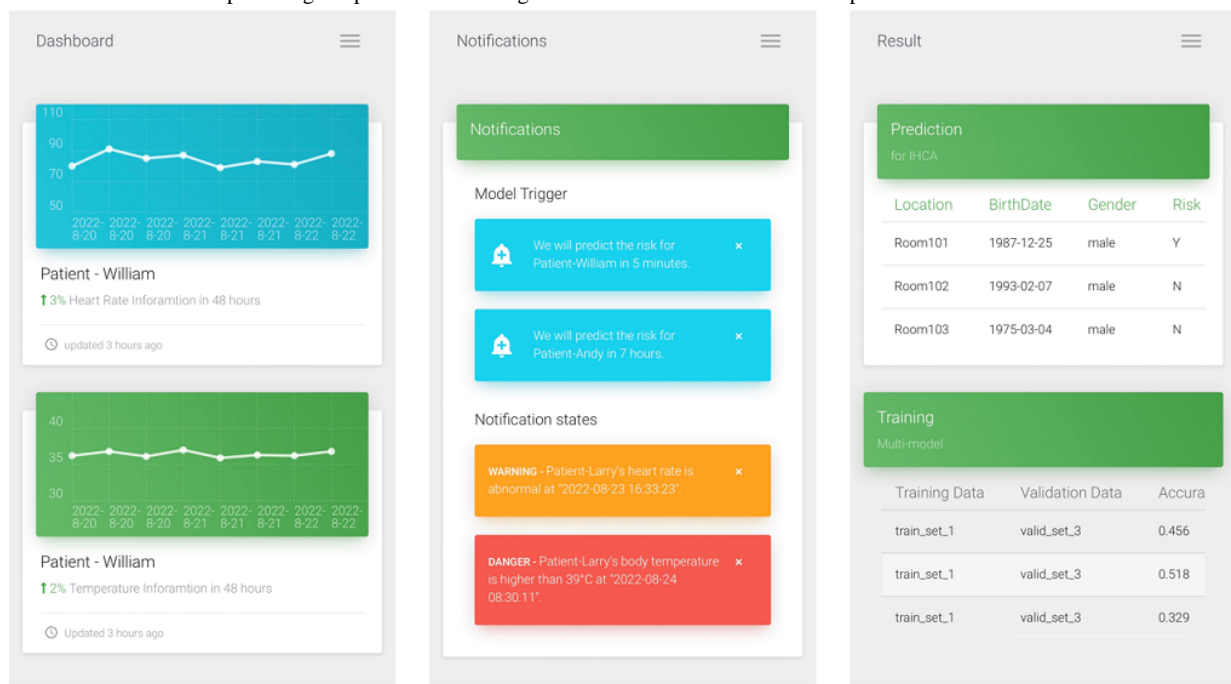 Dashboard
110
90
70
50
2022- 2022- 2022- 2022- 2022- 2022- 2022- 2022-
8-20 8-20 8-20 8-21 8-21 8-21 8-22 8-22
Patient - William
3% Heart Rate Inforamtion in 48 hours
updated 3 hours ago
40
35
30
2022- 2022- 2022- 2022- 2022- 2022- 2022- 2022-
8-20 8-20 8-20 8-21 8-21 8-21 8-22 8-22
Patient - William
2% Temperature Inforamtion in 48 hours
Updated 3 hours ago
Notifications
Notifications
Model Trigger
We will predict the risk for
Patient-William in 5 minutes.
We will predict the risk for
Patient-Andy in 7 hours.
Notification states
WARNING - Patient-Larry's heart rate is
abnormal at "2022-08-23 16:33:23".
DANGER - Patient-Larry's body temperature
is higher than 39°C at "2022-08-24
08:30:11".
Result
Prediction
for IHCA
Location BirthDate Gender Risk
Room101 1987-12-25 male Y
Room102 1993-02-07 male N
Room103 1975-03-04 male N
Training
Multi-model
Training Data Validation Data Accura
train_set_1 valid_set_3 0.456
train_set_1 valid_set_3 0.518
train_set_1 valid_set_3 0.329